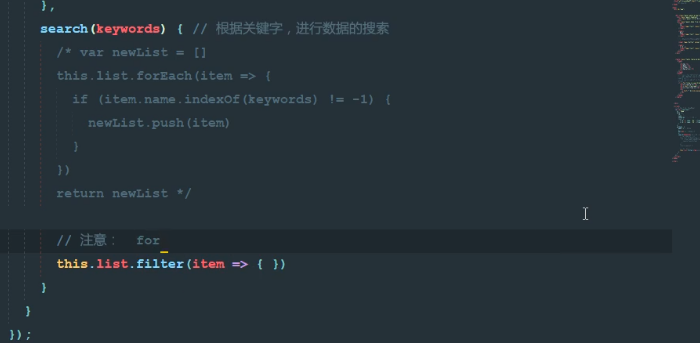 },
search(keywords) { // 根据关键字，进行数据的搜索
/* var newList = []
this.list.forEach(item => {
if (item.name.indexOf(keywords) != -1) {
newList.push(item)
}
})
return newList */
// 注意： for
this.list.filter(item => { })
}
}
});